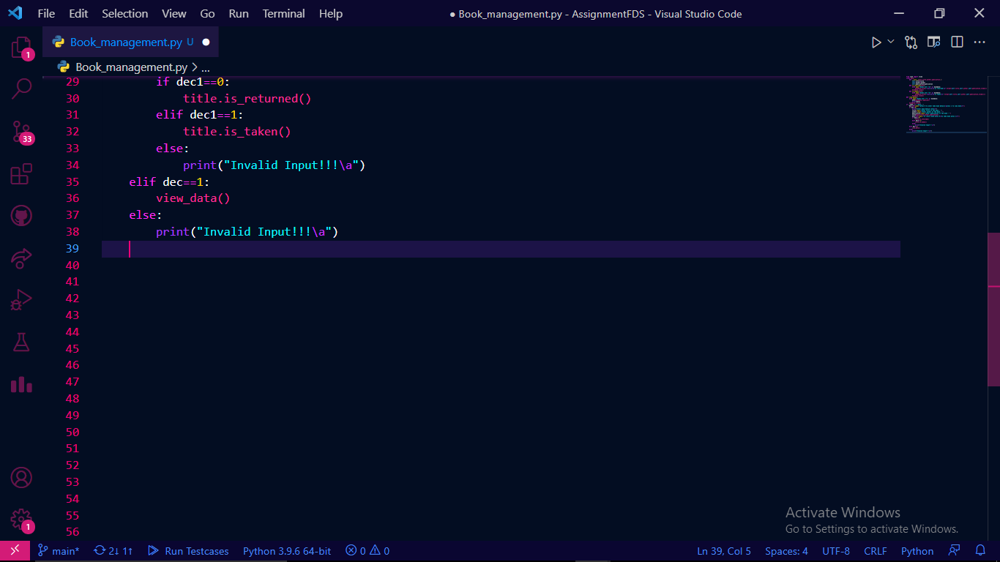 File Edit Selection View Go Run Terminal Help
● Book_management.py - AssignmentFDS - Visual Studio Code
Book_management.py U ●
Book_management.py > ...
29 if dec1==0:
30 title.is_returned()
31 elif dec1==1:
32 title.is_taken()
33 else:
34 print("Invalid Input!!!\a")
35 elif dec==1:
36 view_data()
37 else:
38 print("Invalid Input!!!\a")
39
40
41
42
43
44
45
46
47
48
49
50
51
52
53
54
55
56
1
33
1
Activate Windows
Go to Settings to activate Windows.
main* 2↓ 1↑ Run Testcases Python 3.9.6 64-bit 0 0 Ln 39, Col 5 Spaces: 4 UTF-8 CRLF Python